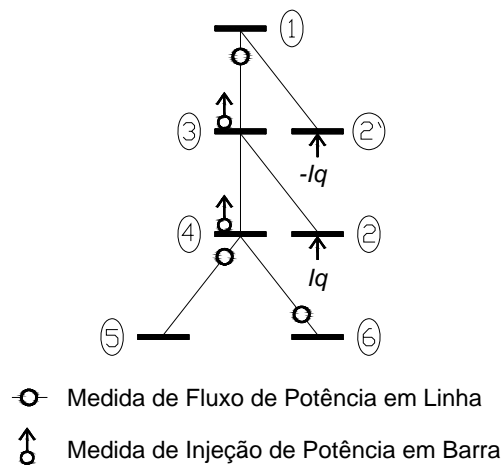 1
3
2'
-Iq
4
2
Iq
5
6
Medida de Fluxo de Potência em Linha
Medida de Injeção de Potência em Barra